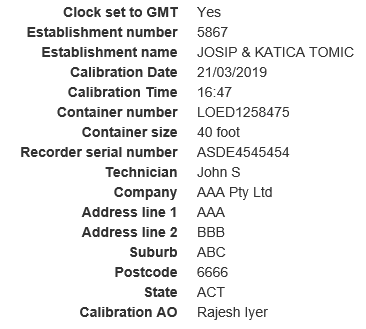 Clock set to GMT Yes
Establishment number 5867
Establishment name JOSIP & KATICA TOMIC
Calibration Date 21/03/2019
Calibration Time 16:47
Container number LOED1258475
Container size 40 foot
Recorder serial number ASDE4545454
Technician John S
Company AAA Pty Ltd
Address line 1 AAA
Address line 2 BBB
Suburb ABC
Postcode 6666
State ACT
Calibration AO Rajesh Iyer